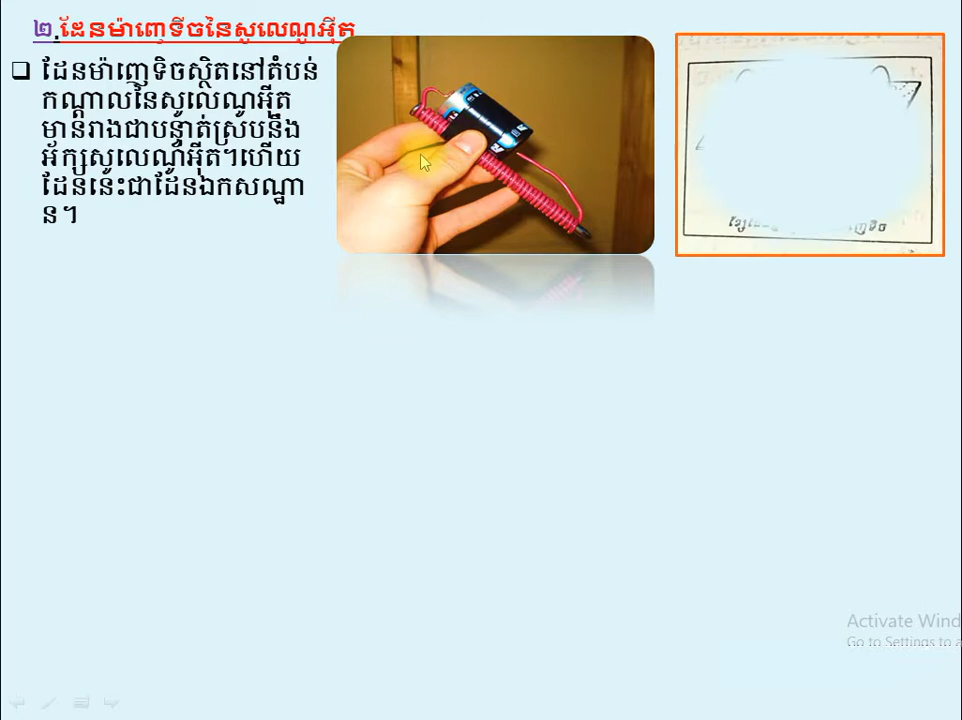 ២.ដែនម៉ាញេទីចនៃសូលេណូអ៊ីត
ដែនម៉ាញេទិចស្ថិតនៅតំបន់
កណ្ដាលនៃសូលេណូអ៊ីត
មានរាងជាបន្ទាត់ស្របនឹង
អ័ក្សសូលេណូអ៊ីត។ហើយ
ដែននេះជាដែនឯកសណ្ឋា
ន។
Activate Wind
Go to Settings to a